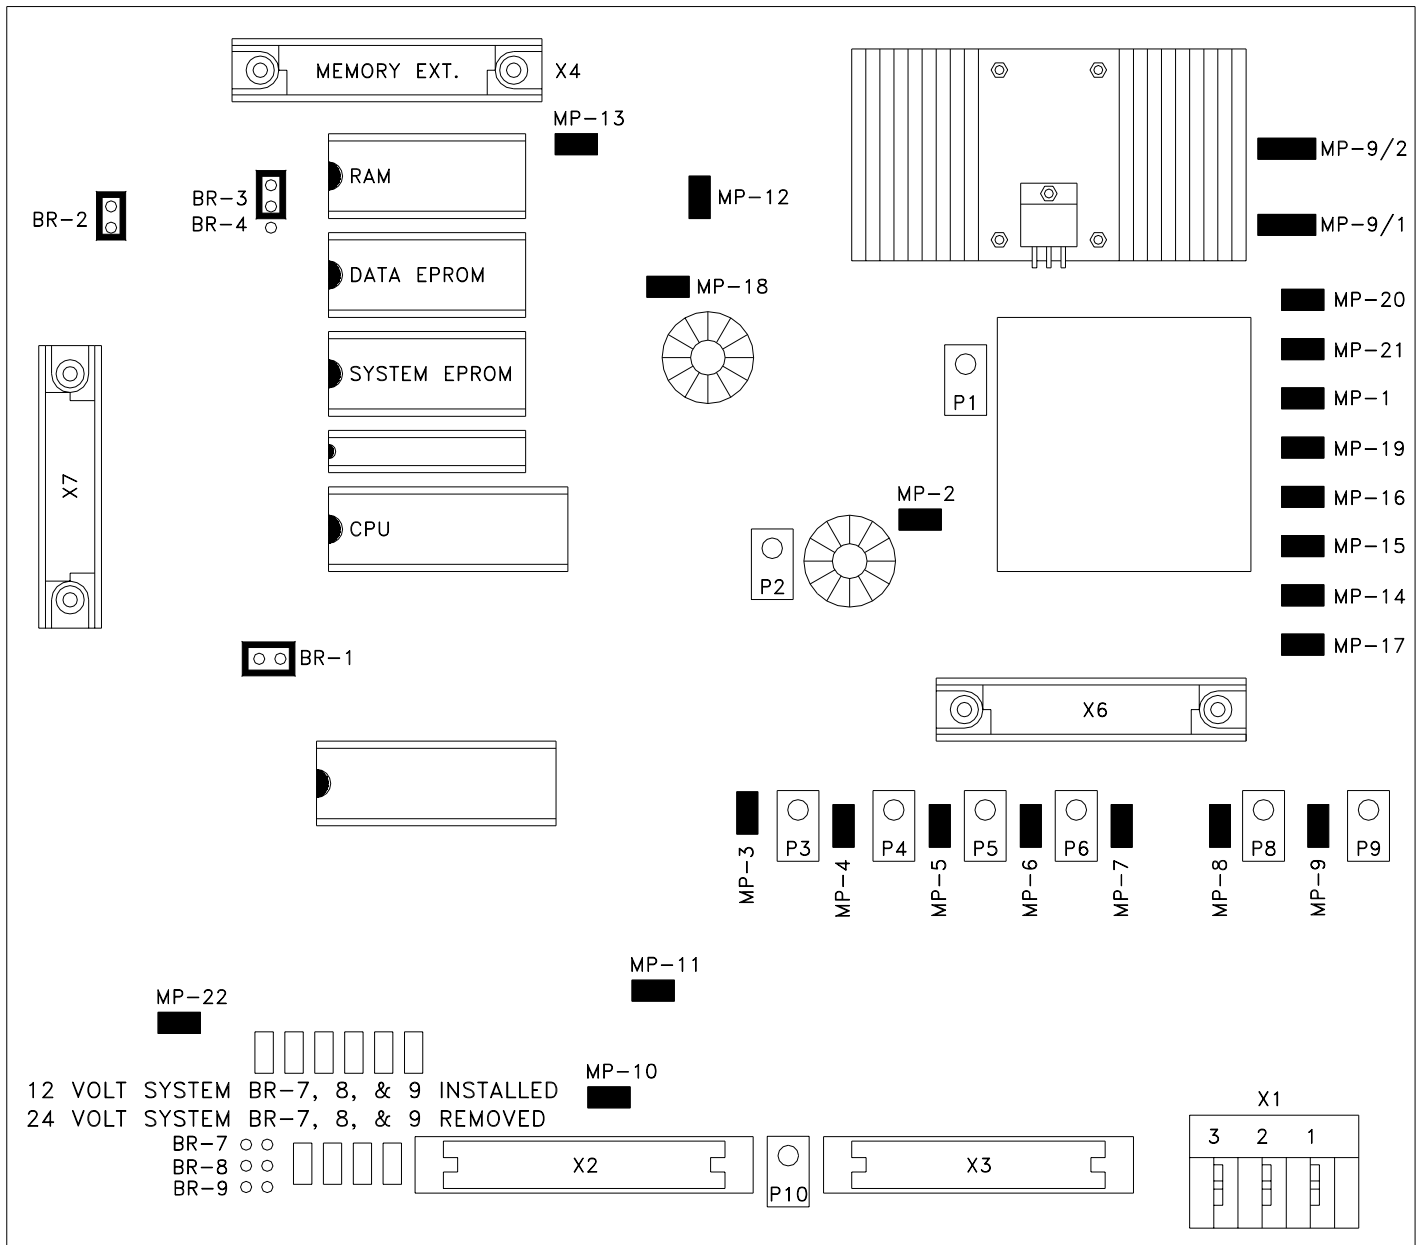 MEMORY EXT.
X4
MP-13
RAM
MP-9/2
BR-3
MP-12
BR-2
BR-4
MP-9/1
DATA EPROM
MP-18
MP-20
MP-21
SYSTEM EPROM
P1
MP-1
MP-19
X7
MP-2
MP-16
CPU
MP-15
P2
MP-14
BR-1
MP-17
X6
P3
P4
P5
P6
P8
P9
MP-3
MP-4
MP-5
MP-6
MP-7
MP-8
MP-9
MP-11
MP-22
MP-10
12 VOLT SYSTEM BR-7, 8, & 9 INSTALLED
24 VOLT SYSTEM BR-7, 8, & 9 REMOVED
X1
3 2 1
BR-7
BR-8
BR-9
X2
P10
X3